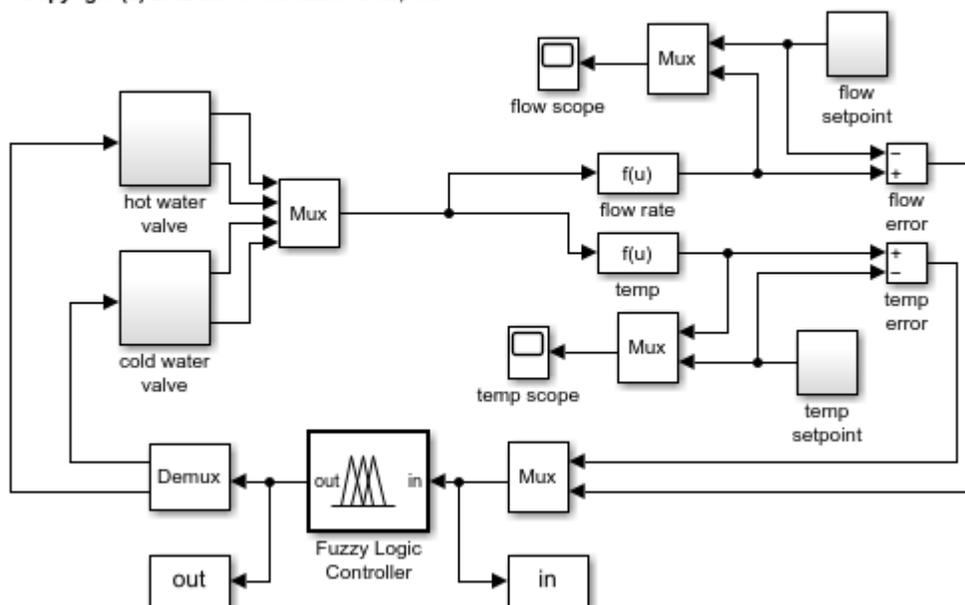 Mux
flow scope
flow
setpoint
hot water
valve
Mux
f(u)
flow rate
−
+
flow
error
f(u)
temp
+
−
temp
error
cold water
valve
Mux
temp scope
temp
setpoint
Demux
out
in
Mux
Fuzzy Logic
Controller
out
in